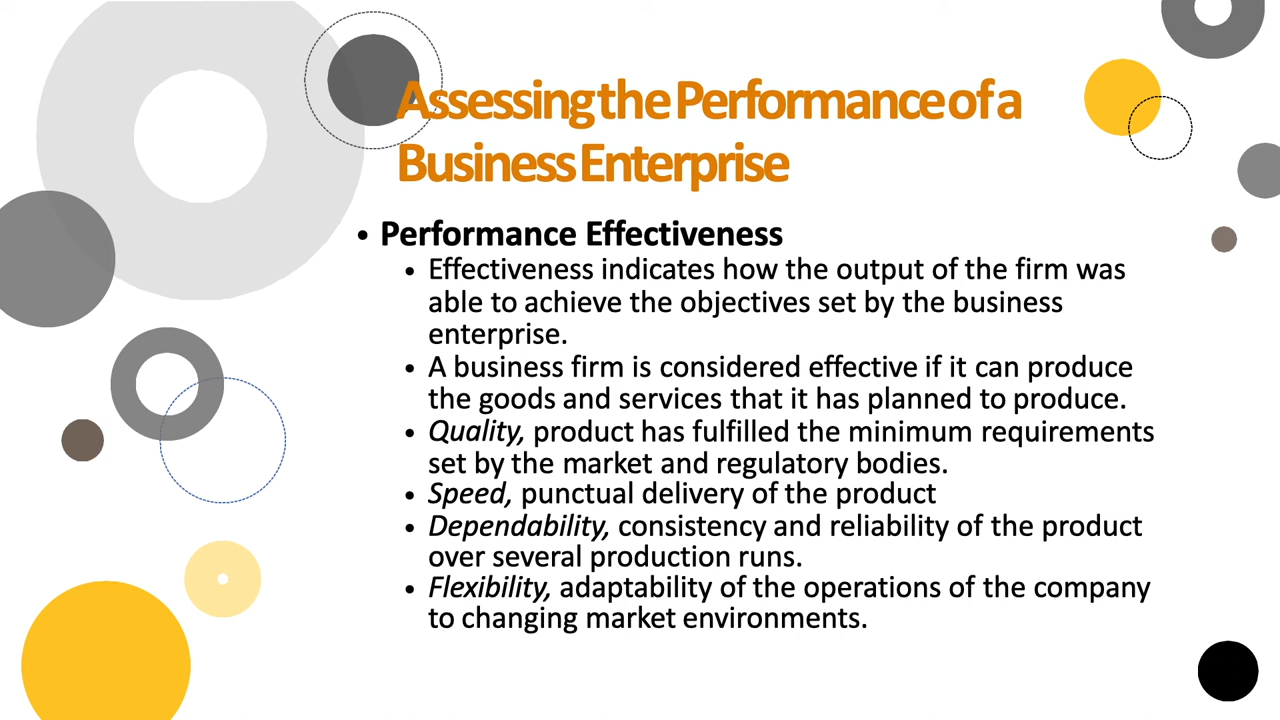 Assessing the Performance of a
Business Enterprise
• Performance Effectiveness
• Effectiveness indicates how the output of the firm was
able to achieve the objectives set by the business
enterprise.
• A business firm is considered effective if it can produce
the goods and services that it has planned to produce.
• Quality, product has fulfilled the minimum requirements
set by the market and regulatory bodies.
• Speed, punctual delivery of the product
• Dependability, consistency and reliability of the product
over several production runs.
• Flexibility, adaptability of the operations of the company
to changing market environments.